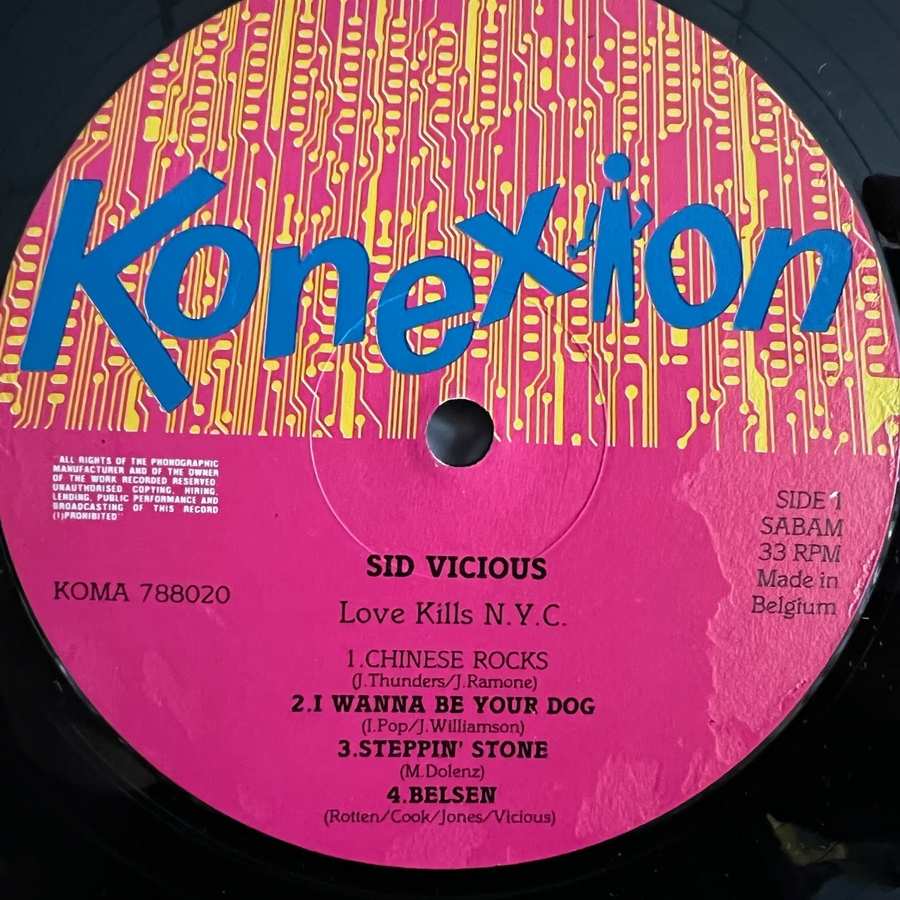 Konexion
"ALL RIGHTS OF THE PHONOGRAPHIC
MANUFACTURER AND OF THE OWNER
OF THE WORK RECORDED RESERVED.
UNAUTHORISED COPYING, HIRING,
LENDING, PUBLIC PERFORMANCE AND
BROADCASTING OF THIS RECORD
(1)PROHIBITED"
KOMA 788020
SIDE 1
SABAM
33 RPM
Made in
Belgium
SID VICIOUS
Love Kills N.Y.C.
1.CHINESE ROCKS
(J.Thunders/J.Ramone)
2.I WANNA BE YOUR DOG
(I.Pop/J.Williamson)
3.STEPPIN' STONE
(M.Dolenz)
4.BELSEN
(Rotten/Cook/Jones/Vicious)